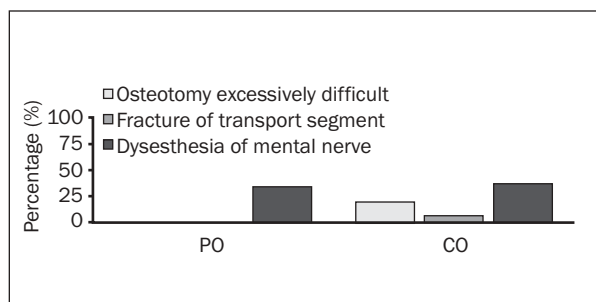 Osteotomy excessively difficult
Fracture of transport segment
Dysesthesia of mental nerve
Percentage (%)
100
75
50
25
0
PO CO